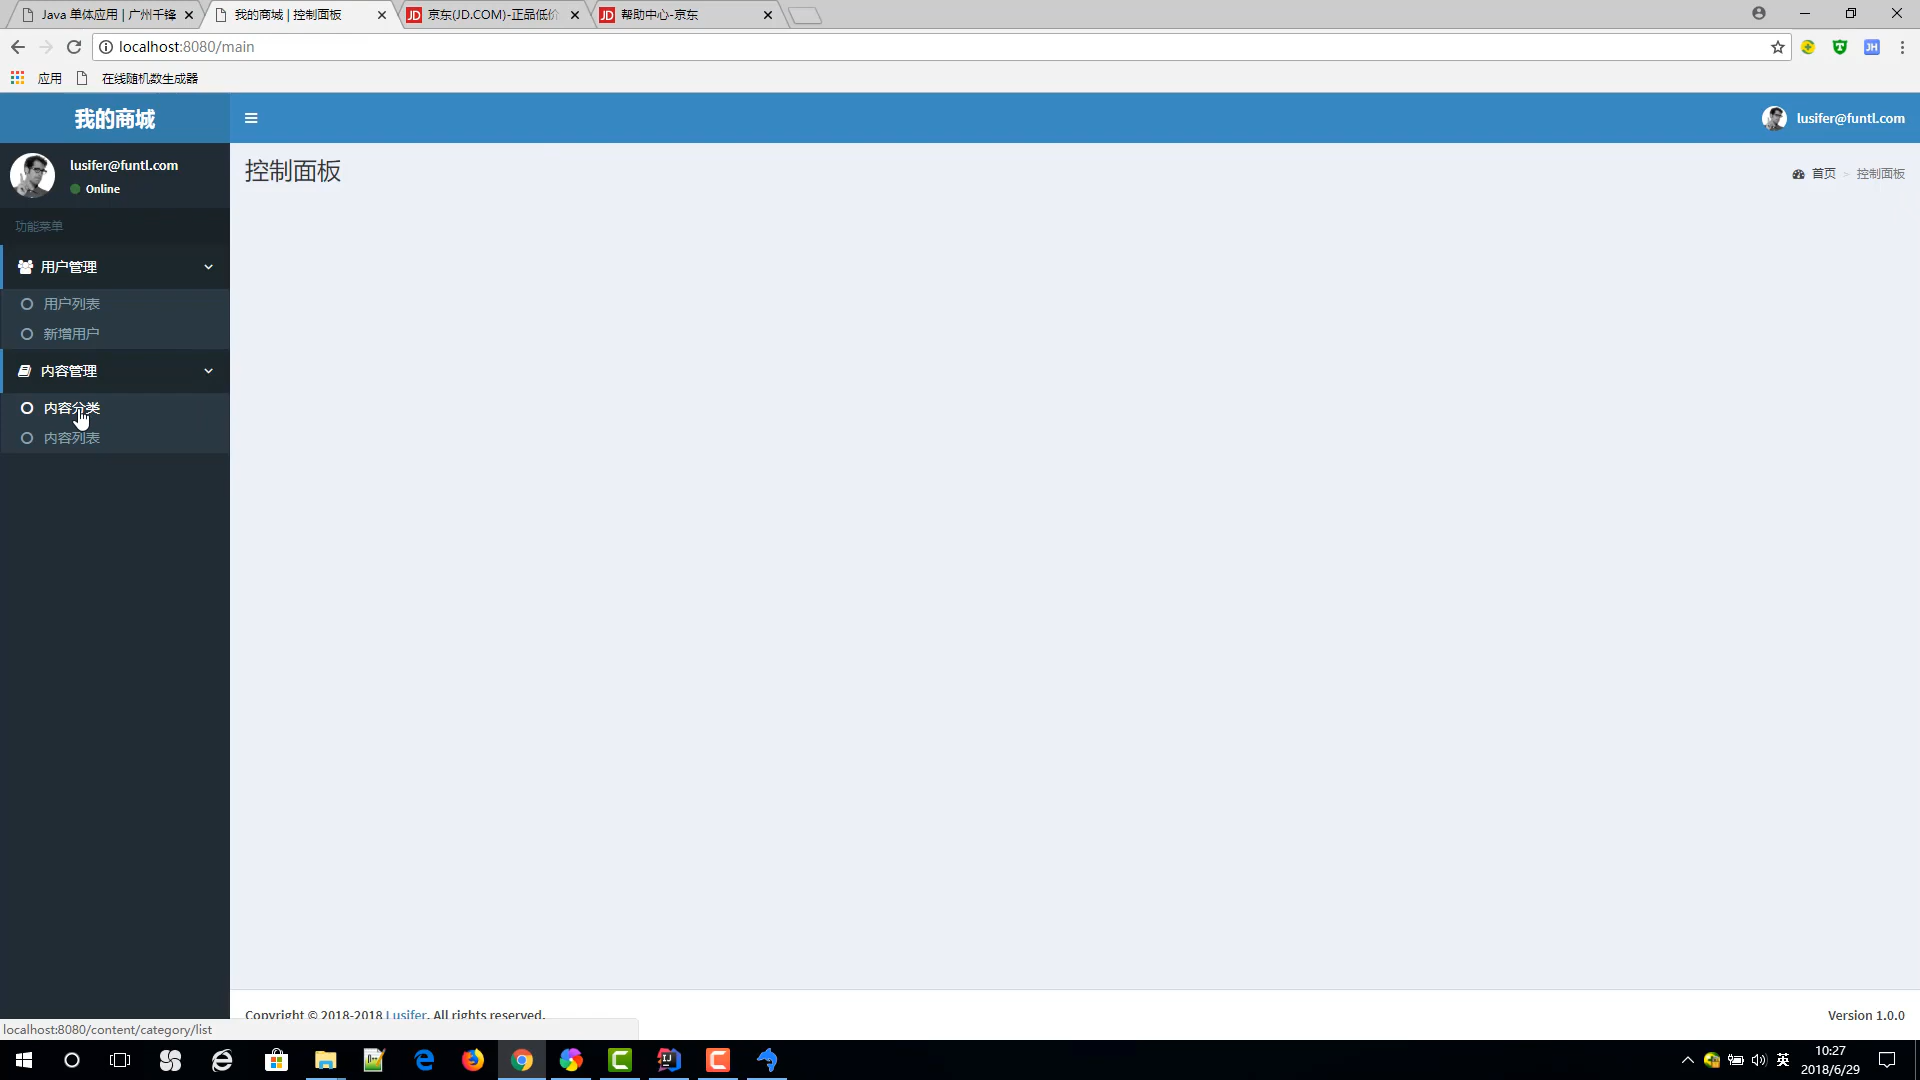 Java 单体应用 | 广州千锋
我的商城 | 控制面板
京东(JD.COM)-正品低价
帮助中心-京东
localhost:8080/main
应用
在线随机数生成器
我的商城
lusifer@funtl.com
lusifer@funtl.com
Online
控制面板
首页 > 控制面板
功能菜单
用户管理
用户列表
新增用户
内容管理
内容分类
内容列表
Copyright © 2018-2018 Lusifer. All rights reserved.
Version 1.0.0
localhost:8080/content/category/list
英
10:27
2018/6/29